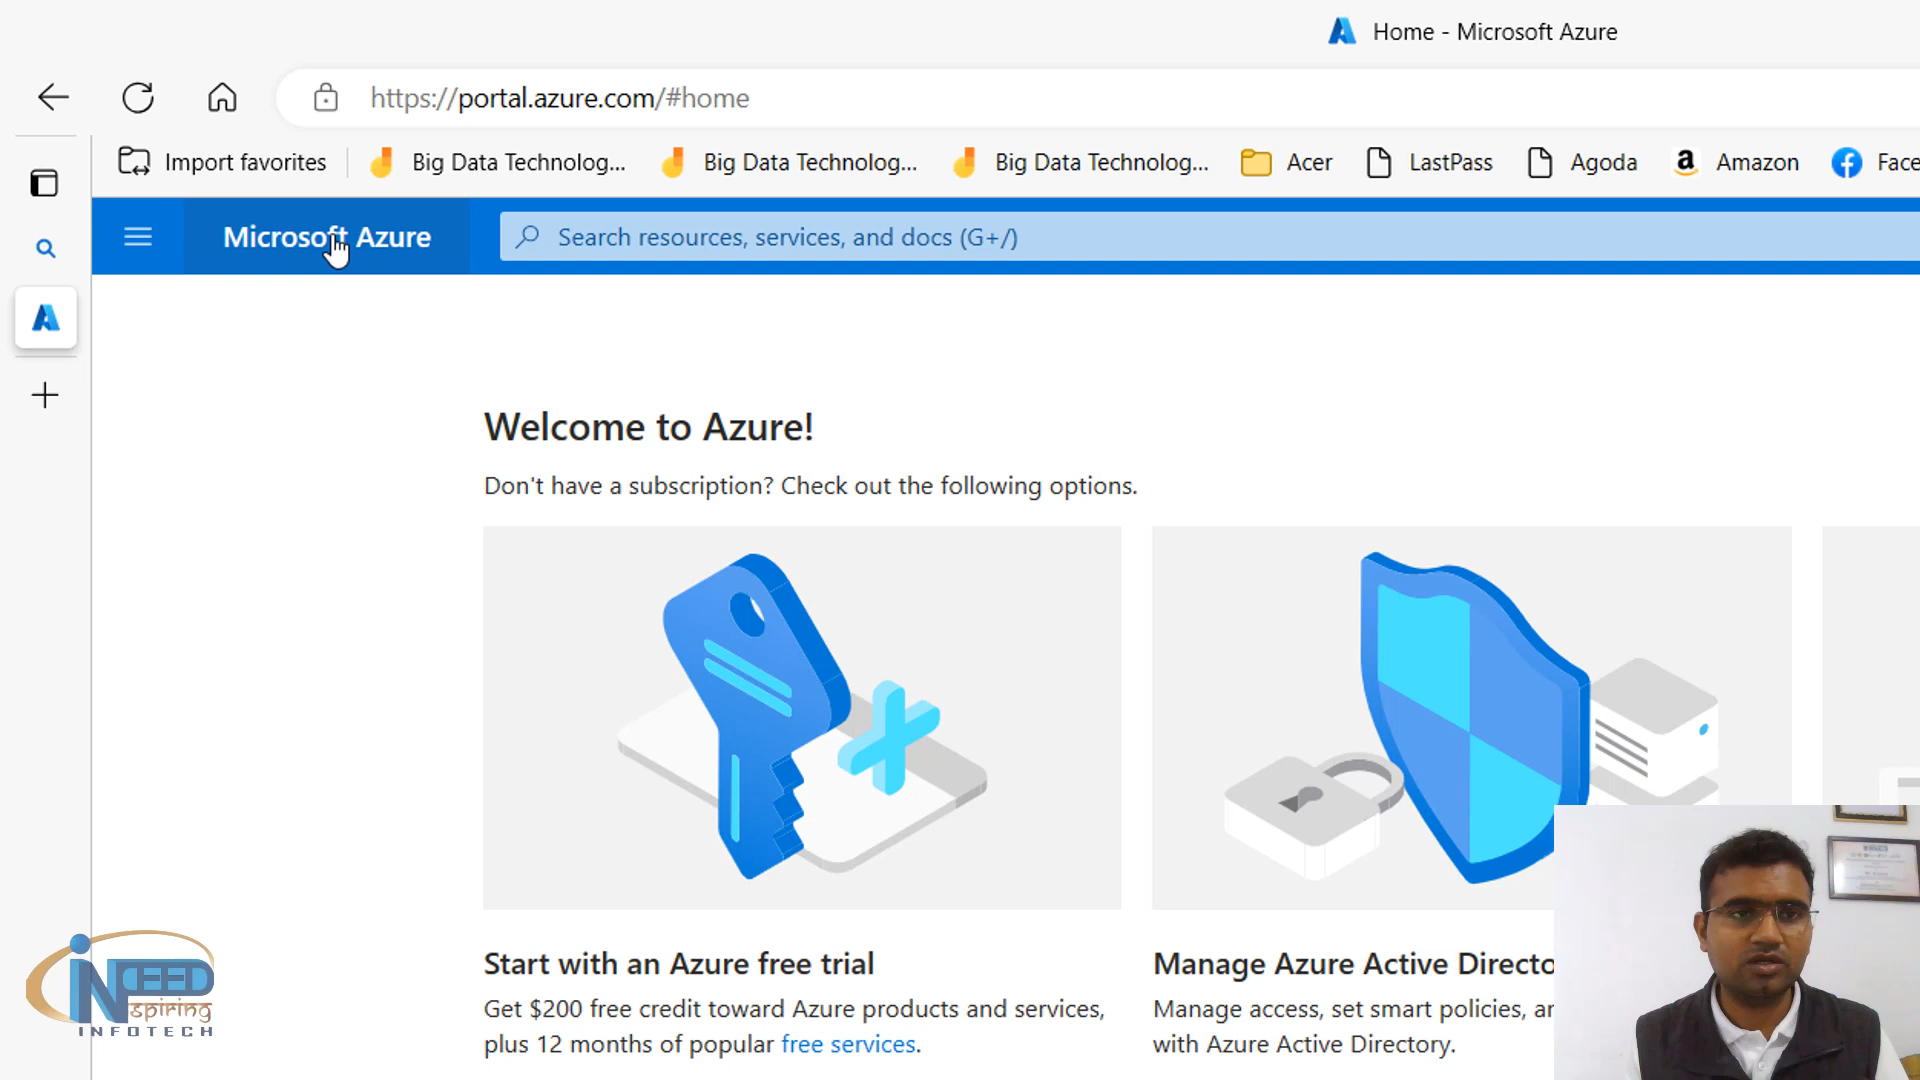 Home - Microsoft Azure
https://portal.azure.com/#home
Import favorites
Big Data Technolog...
Big Data Technolog...
Big Data Technolog...
Acer
LastPass
Agoda
Amazon
Face
Microsoft Azure
Search resources, services, and docs (G+/)
Welcome to Azure!
Don't have a subscription? Check out the following options.
Start with an Azure free trial
Get $200 free credit toward Azure products and services,
plus 12 months of popular free services.
Manage Azure Active Directo
Manage access, set smart policies, an
with Azure Active Directory.
iNCEED
Nspiring
INFOTECH